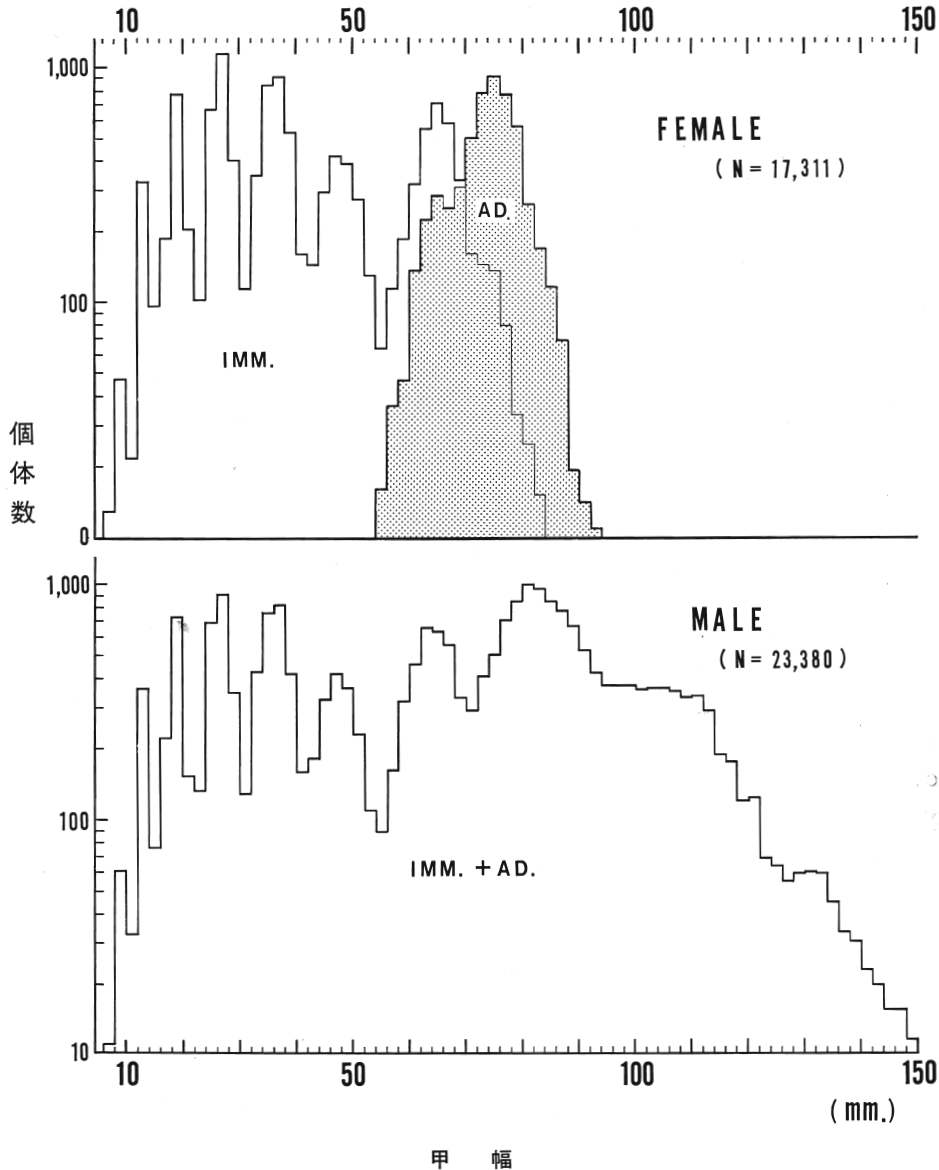 10 50 100 150
1,000
FEMALE
( N = 17,311 )
AD.
100
IMM.
個体数
0
1,000
MALE
( N = 23,380 )
100
IMM. + AD.
10
10 50 100 150
( mm. )
甲 幅